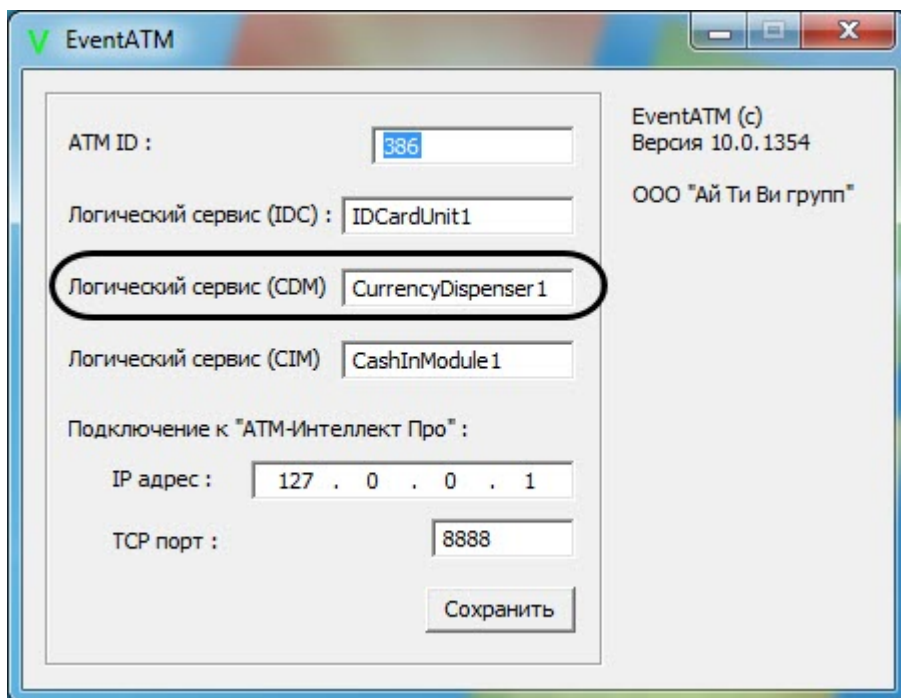 EventATM
ATM ID :
386
Логический сервис (IDC) :
IDCardUnit1
Логический сервис (CDM)
CurrencyDispenser1
Логический сервис (CIM)
CashInModule1
Подключение к "АТМ-Интеллект Про" :
IP адрес :
127 . 0 . 0 . 1
TCP порт :
8888
Сохранить
EventATM (c)
Версия 10.0.1354
ООО "Ай Ти Ви групп"